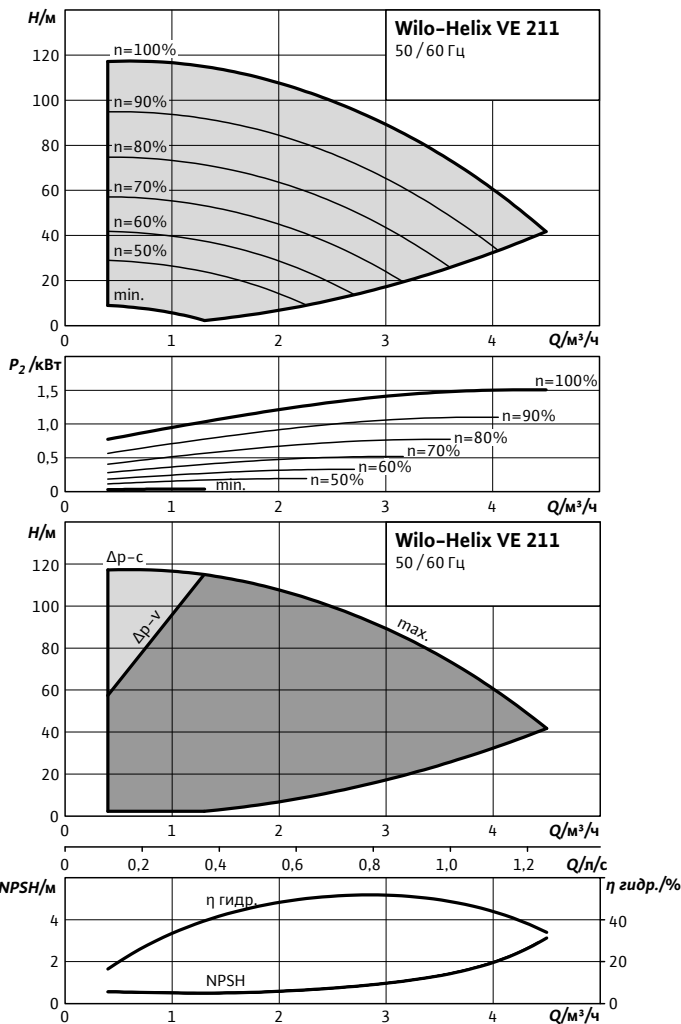 H/м
Wilo-Helix VE 211
50 / 60 Гц
n=100%
n=90%
n=80%
n=70%
n=60%
n=50%
min.
120
100
80
60
40
20
0
0 1 2 3 4 Q/м³/ч
P₂ /кВт
1,5
1,0
0,5
0
n=100%
n=90%
n=80%
n=70%
n=60%
n=50%
min.
0 1 2 3 4 Q/м³/ч
H/м
Wilo-Helix VE 211
50 / 60 Гц
Δp-c
Δp-v
max.
120
100
80
60
40
20
0
0 1 2 3 4 Q/м³/ч
0 0,2 0,4 0,6 0,8 1,0 1,2 Q/л/с
NPSH/м
η гидр./%
η гидр.
NPSH
4
2
0
40
20
0
0 1 2 3 4 Q/м³/ч